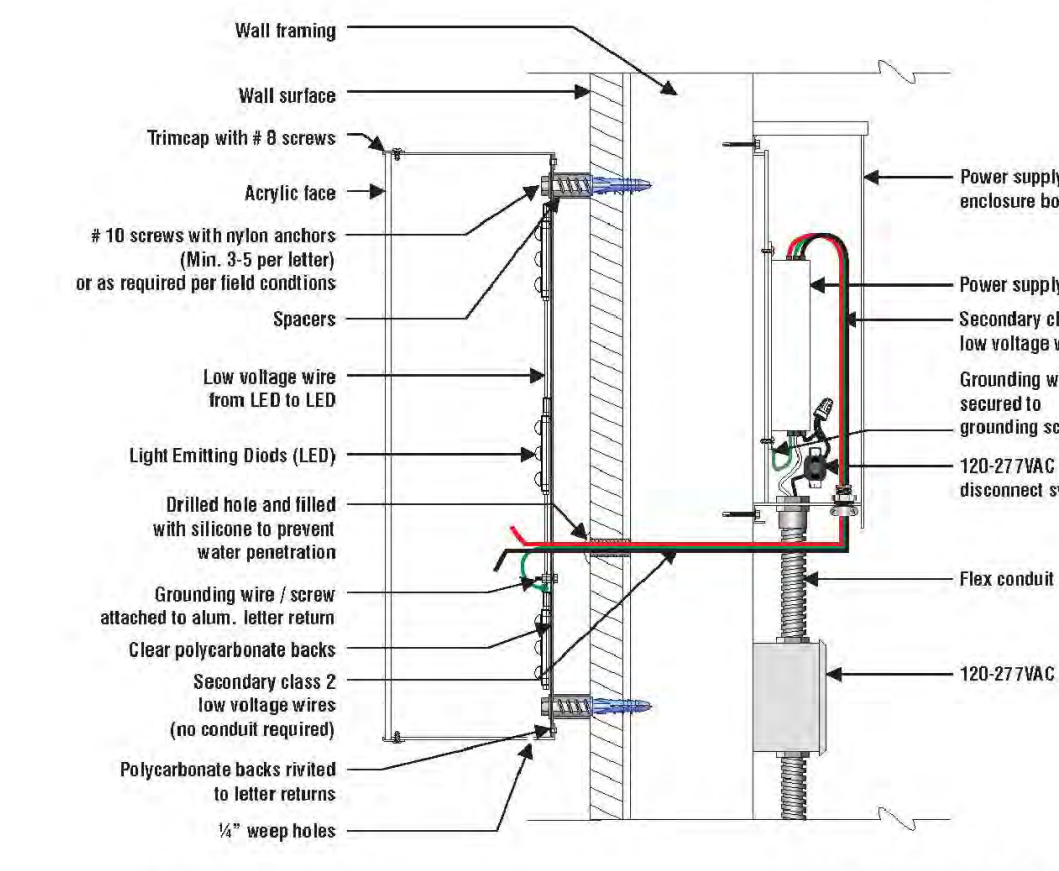 Wall framing
Wall surface
Trimcap with # 8 screws
Acrylic face
# 10 screws with nylon anchors
(Min. 3-5 per letter)
or as required per field condtions
Spacers
Low voltage wire
from LED to LED
Light Emitting Diods (LED)
Drilled hole and filled
with silicone to prevent
water penetration
Grounding wire / screw
attached to alum. letter return
Clear polycarbonate backs
Secondary class 2
low voltage wires
(no conduit required)
Polycarbonate backs rivited
to letter returns
¼" weep holes
Power supply
enclosure
Power supply
Secondary
low voltage
Grounding
secured to
grounding
120-277VAC
disconnect
Flex conduit
120-277VAC